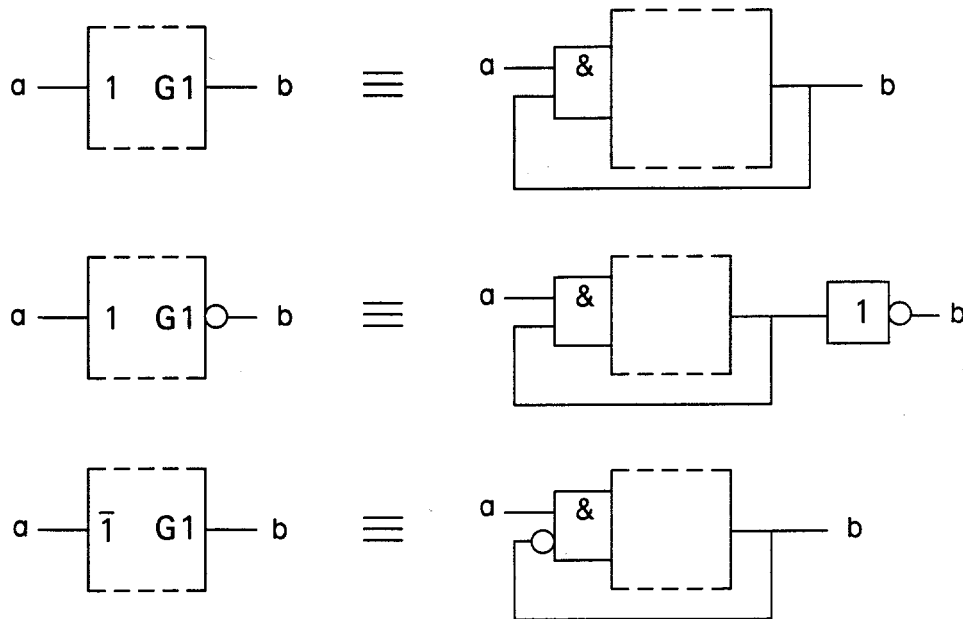 a 1 G1 b ≡ a & b
a 1 G1 b ≡ a & 1 b
a 1̅ G1 b ≡ a & b